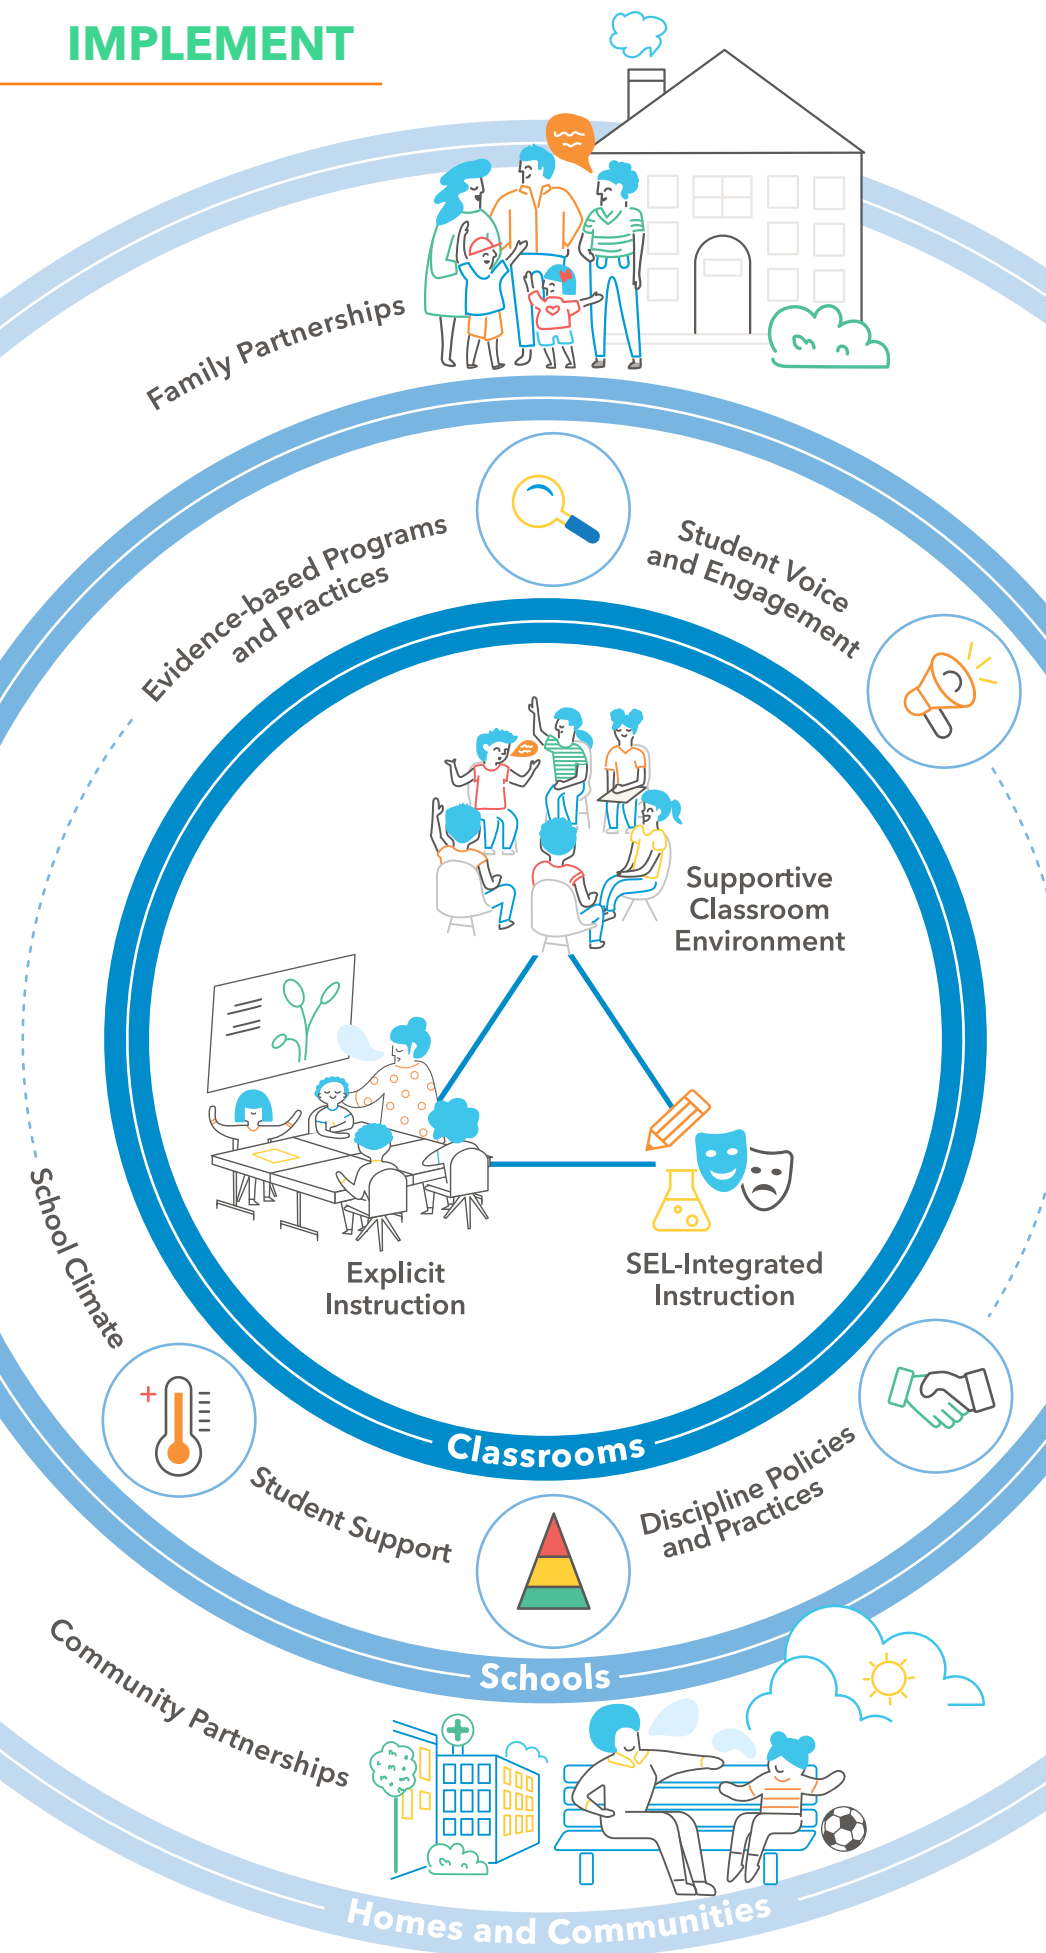 IMPLEMENT
Family Partnerships
Evidence-based Programs
and Practices
Student Voice
and Engagement
Supportive
Classroom
Environment
Explicit
Instruction
SEL-Integrated
Instruction
School Climate
Classrooms
Student Support
Discipline Policies
and Practices
Schools
Community Partnerships
Homes and Communities